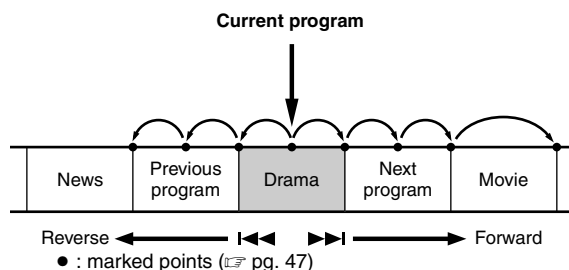 Current program
News
Previous
program
Drama
Next
program
Movie
Reverse
Forward
● : marked points (☞ pg. 47)